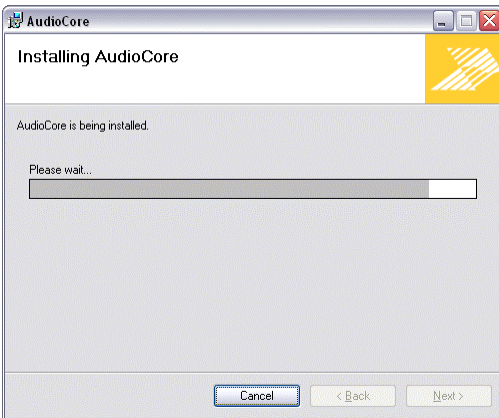 AudioCore
Installing AudioCore
AudioCore is being installed.
Please wait...
Cancel
< Back
Next >